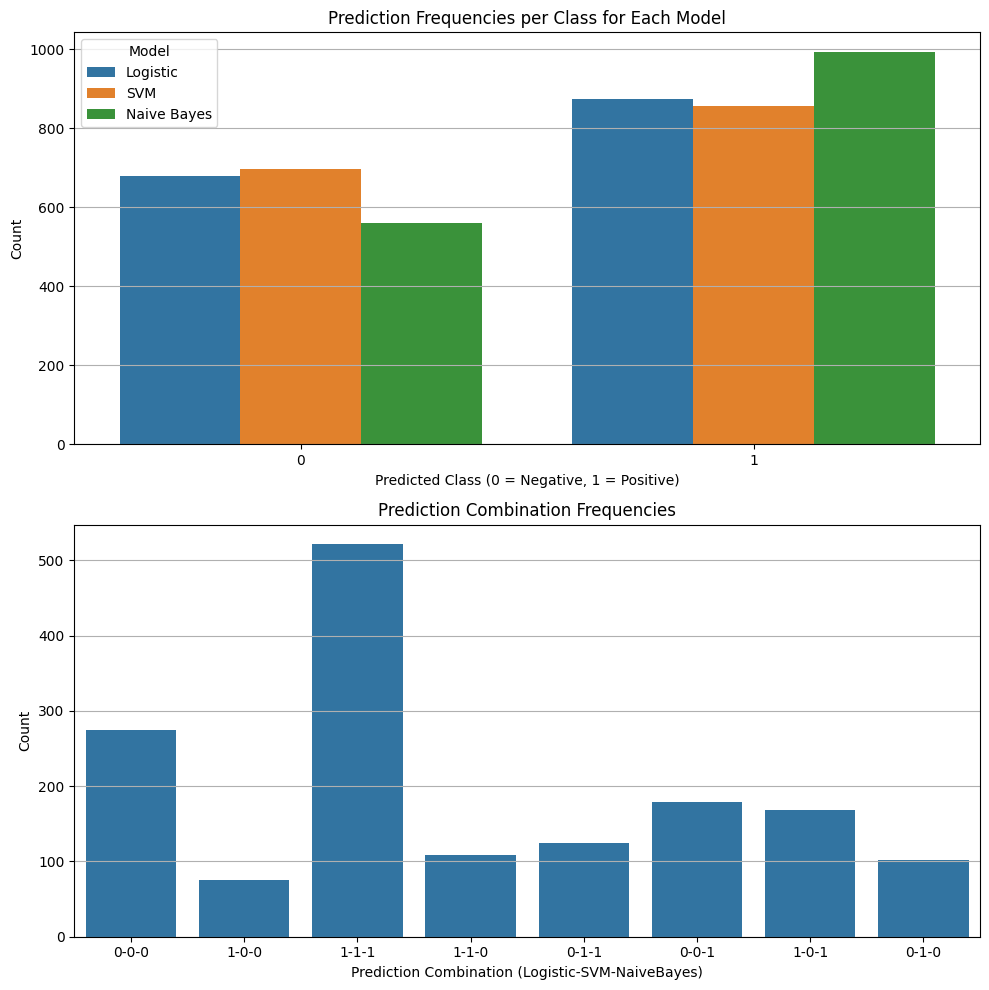 Prediction Frequencies per Class for Each Model
1000
800
600
400
200
0
Count
Model
Logistic
SVM
Naive Bayes
0
1
Predicted Class (0 = Negative, 1 = Positive)
Prediction Combination Frequencies
500
400
300
200
100
0
Count
0-0-0
1-0-0
1-1-1
1-1-0
0-1-1
0-0-1
1-0-1
0-1-0
Prediction Combination (Logistic-SVM-NaiveBayes)